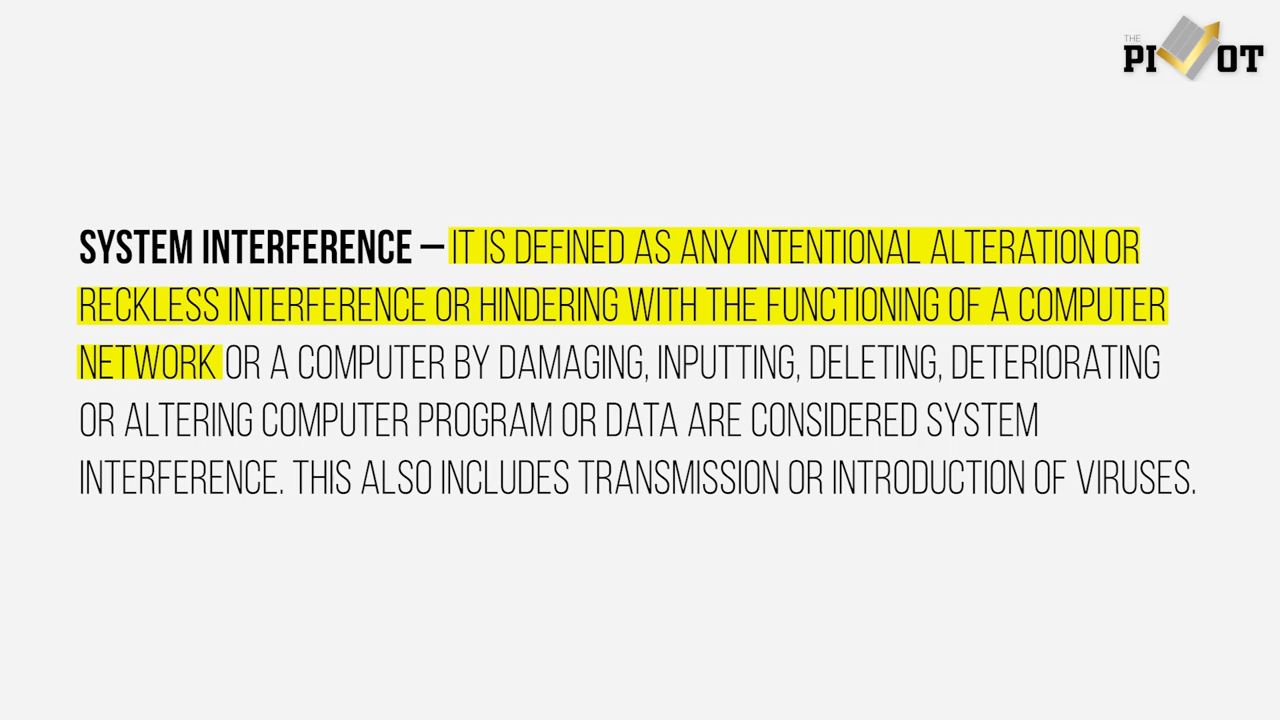 THE
PIVOT
SYSTEM INTERFERENCE – IT IS DEFINED AS ANY INTENTIONAL ALTERATION OR
RECKLESS INTERFERENCE OR HINDERING WITH THE FUNCTIONING OF A COMPUTER
NETWORK OR A COMPUTER BY DAMAGING, INPUTTING, DELETING, DETERIORATING
OR ALTERING COMPUTER PROGRAM OR DATA ARE CONSIDERED SYSTEM
INTERFERENCE. THIS ALSO INCLUDES TRANSMISSION OR INTRODUCTION OF VIRUSES.